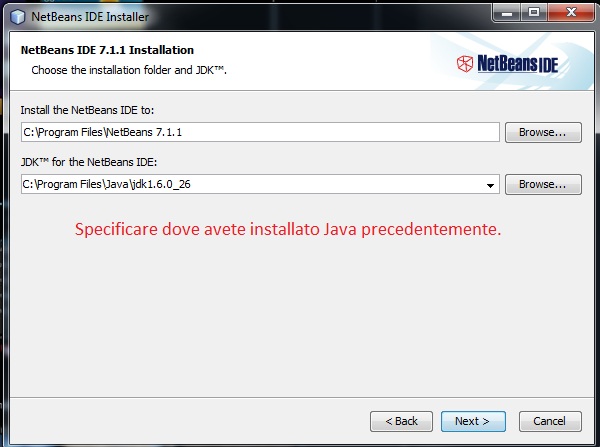 NetBeans IDE Installer
NetBeans IDE 7.1.1 Installation
Choose the installation folder and JDK™.
NetBeans IDE
Install the NetBeans IDE to:
C:\Program Files\NetBeans 7.1.1
Browse...
JDK™ for the NetBeans IDE:
C:\Program Files\Java\jdk1.6.0_26
Browse...
Specificare dove avete installato Java precedentemente.
< Back
Next >
Cancel